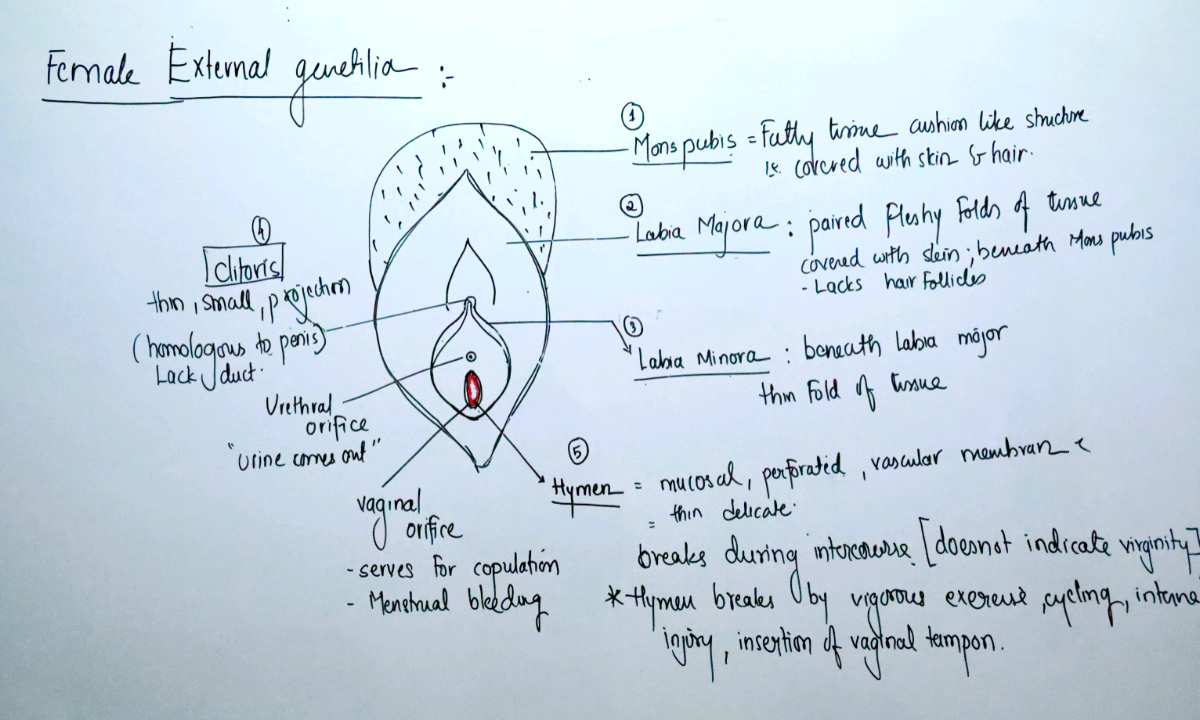 Female External genetilia :-
①
Mons pubis = Fatty tissue cushion like structure
is covered with skin & hair.
②
Labia Majora : paired fleshy Folds of tissue
covered with skin ; beneath Mons pubis
- Lacks hair follicles
③
Labia Minora : beneath Labia major
thin Fold of tissue
④
Clitoris
thin, small, projection
(homologous to penis)
Lack duct.
Urethral
orifice
"Urine comes out"
vaginal
orifice
- serves for copulation
- Menstrual bleeding
⑤
Hymen = mucosal, perforated, vascular membran
= thin delicate.
breaks during intercourse [doesnot indicate virginity]
* Hymen breaks by vigorous exercise, cycling, interna
injury, insertion of vaginal tampon.